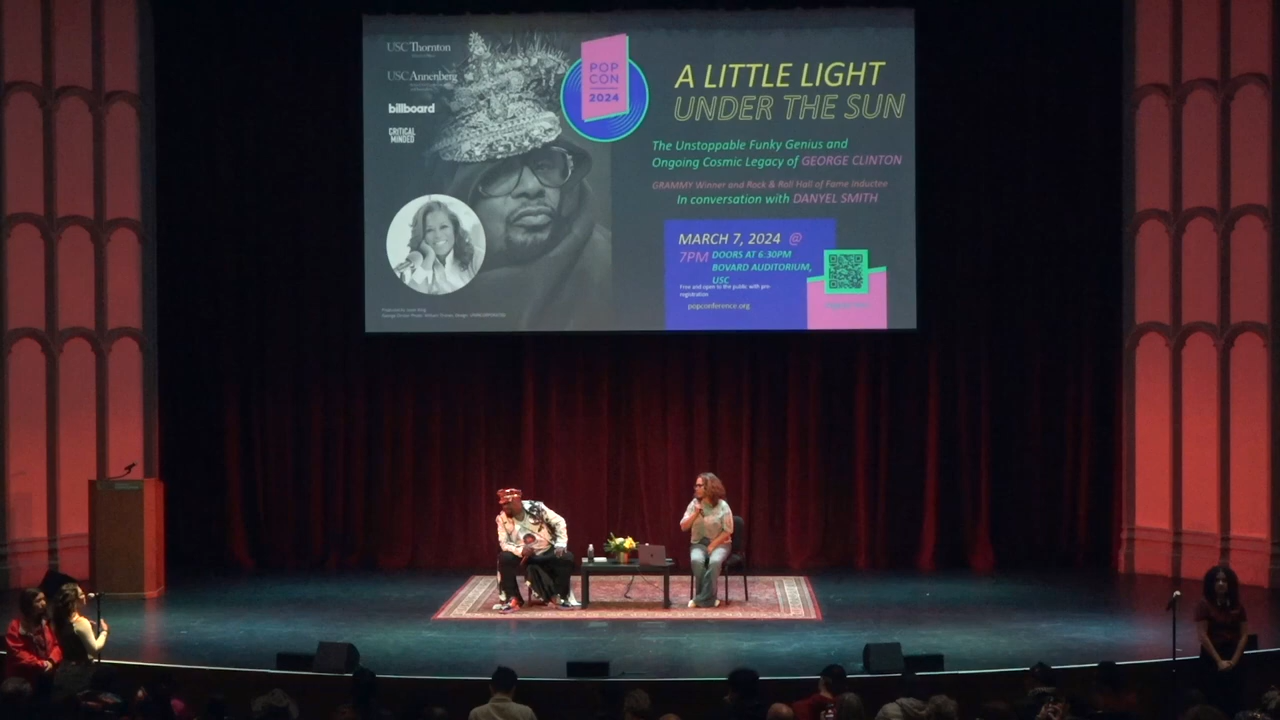 USC Thornton
USC Annenberg
billboard
CRITICAL
MINDED
POP
CON
2024
A LITTLE LIGHT
UNDER THE SUN
The Unstoppable Funky Genius and
Ongoing Cosmic Legacy of GEORGE CLINTON
GRAMMY Winner and Rock & Roll Hall of Fame Inductee
In conversation with DANYEL SMITH
MARCH 7, 2024 @
7PM DOORS AT 6:30PM
BOVARD AUDITORIUM,
USC
Free and open to the public with pre-
registration
popconference.org